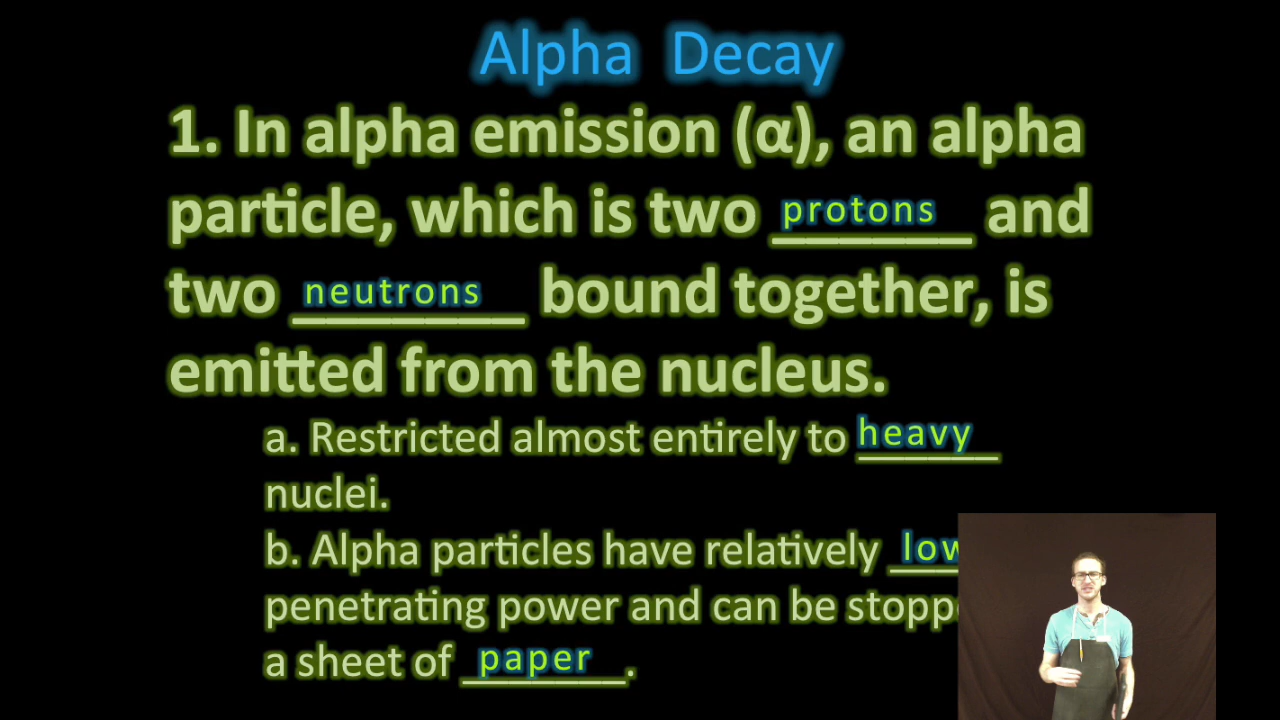 Alpha Decay
1. In alpha emission (α), an alpha
particle, which is two protons and
two neutrons bound together, is
emitted from the nucleus.
a. Restricted almost entirely to heavy
nuclei.
b. Alpha particles have relatively low
penetrating power and can be
a sheet of paper.